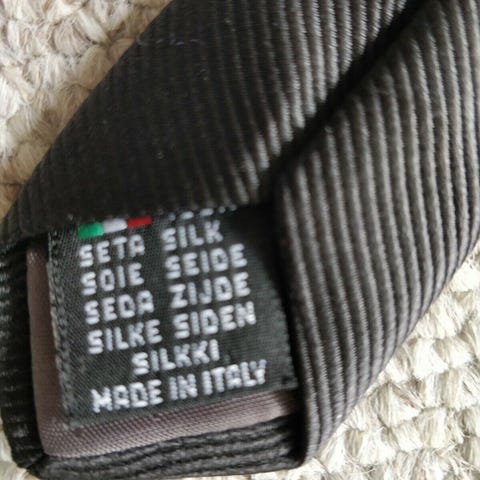 SETA SILK
SOIE SEIDE
SEDA ZIJDE
SILKE SIDEN
SILKKI
MADE IN ITALY